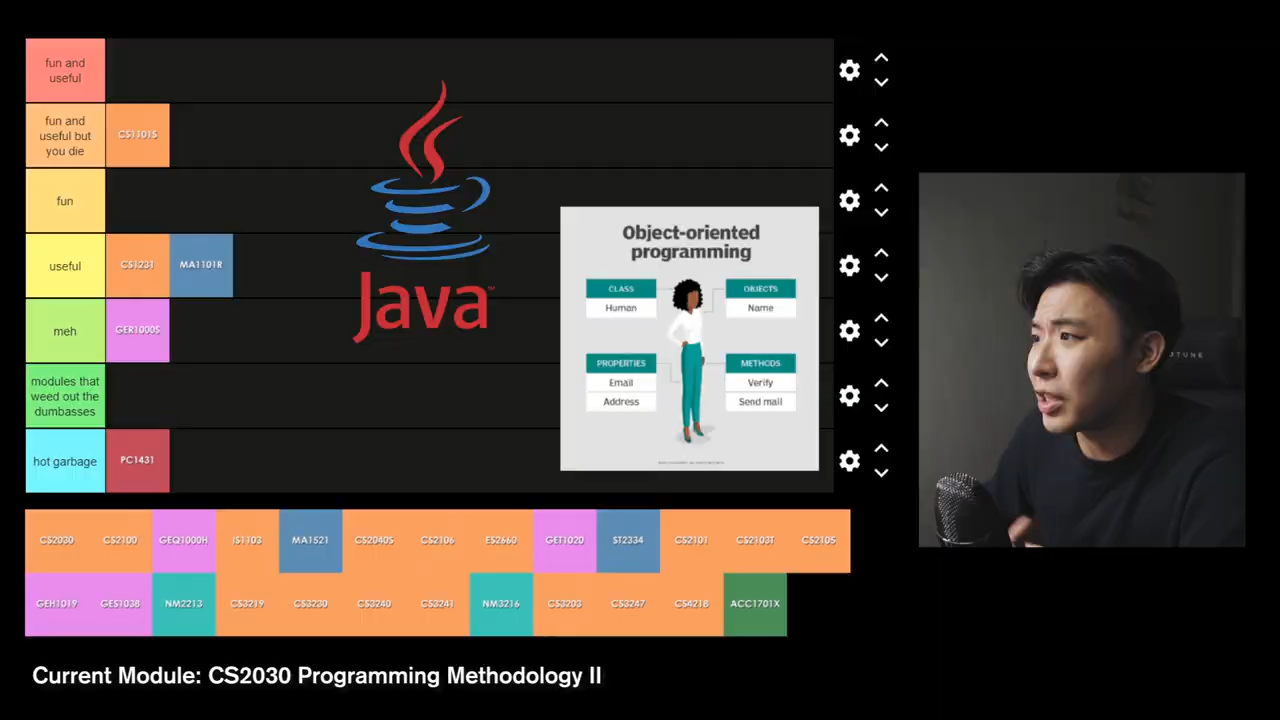 fun and
useful
fun and
useful but
you die
CS1101S
fun
useful
CS1231
MA1101R
meh
GER1000S
modules that
weed out the
dumbasses
hot garbage
PC1431
Java™
Object-oriented
programming
CLASS
Human
OBJECTS
Name
PROPERTIES
Email
Address
METHODS
Verify
Send mail
CS2030 CS2100 GEQ1000H IS1103 MA1521 CS2040S CS2106 ES2660 GET1020 ST2334 CS2101 CS2103T CS2105
GEH1019 GES1038 NM2213 CS3219 CS3230 CS3240 CS3241 NM3216 CS3203 CS3247 CS4218 ACC1701X
Current Module: CS2030 Programming Methodology II